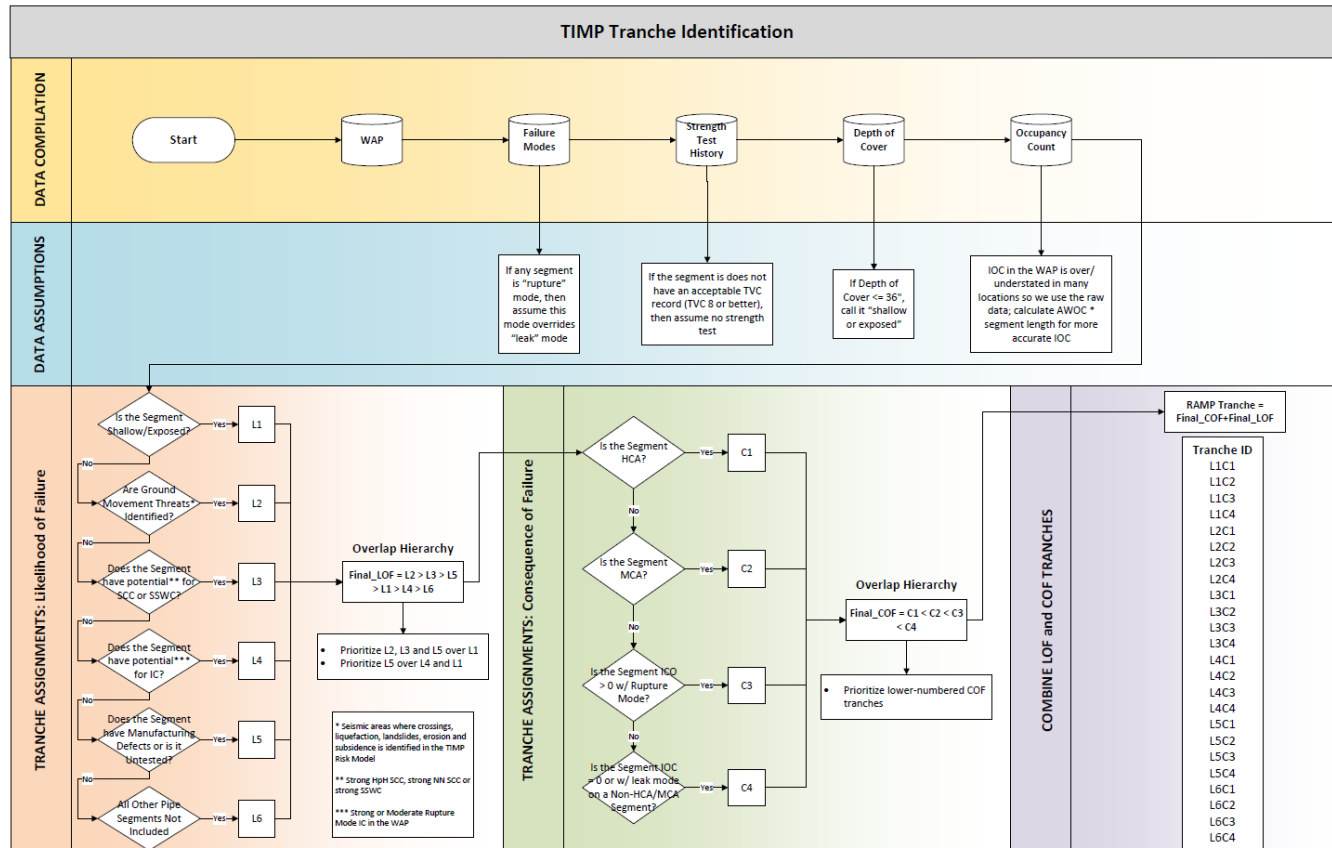 TIMP Tranche Identification
DATA COMPILATION
Start
WAP
Failure
Modes
Strength
Test
History
Depth of
Cover
Occupancy
Count
DATA ASSUMPTIONS
If any segment
is “rupture”
mode, then
assume this
mode overrides
“leak” mode
If the segment is does not
have an acceptable TVC
record (TVC 8 or better),
then assume no strength
test
If Depth of
Cover <= 36",
call it “shallow
or exposed”
IOC in the WAP is over/
understated in many
locations so we use the raw
data; calculate AWOC *
segment length for more
accurate IOC
TRANCHE ASSIGNMENTS: Likelihood of Failure
Is the Segment
Shallow/Exposed?
Yes
L1
No
Are Ground
Movement Threats*
Identified?
Yes
L2
No
Does the Segment
have potential** for
SCC or SSWC?
Yes
L3
No
Does the Segment
have potential***
for IC?
Yes
L4
No
Does the Segment
have Manufacturing
Defects or is it
Untested?
Yes
L5
No
All Other Pipe
Segments Not
Included
Yes
L6
Overlap Hierarchy
Final_LOF = L2 > L3 > L5
> L1 > L4 > L6
• Prioritize L2, L3 and L5 over L1
• Prioritize L5 over L4 and L1
* Seismic areas where crossings,
liquefaction, landslides, erosion and
subsidence is identified in the TIMP
Risk Model
** Strong HpH SCC, strong NN SCC or
strong SSWC
*** Strong or Moderate Rupture
Mode IC in the WAP
TRANCHE ASSIGNMENTS: Consequence of Failure
Is the Segment
HCA?
Yes
C1
No
Is the Segment
MCA?
Yes
C2
No
Is the Segment ICO
> 0 w/ Rupture
Mode?
Yes
C3
No
Is the Segment IOC
= 0 or w/ leak mode
on a Non-HCA/MCA
Segment?
Yes
C4
Overlap Hierarchy
Final_COF = C1 < C2 < C3
< C4
• Prioritize lower-numbered COF
tranches
COMBINE LOF and COF TRANCHES
RAMP Tranche =
Final_COF+Final_LOF
Tranche ID
L1C1
L1C2
L1C3
L1C4
L2C1
L2C2
L2C3
L2C4
L3C1
L3C2
L3C3
L3C4
L4C1
L4C2
L4C3
L4C4
L5C1
L5C2
L5C3
L5C4
L6C1
L6C2
L6C3
L6C4